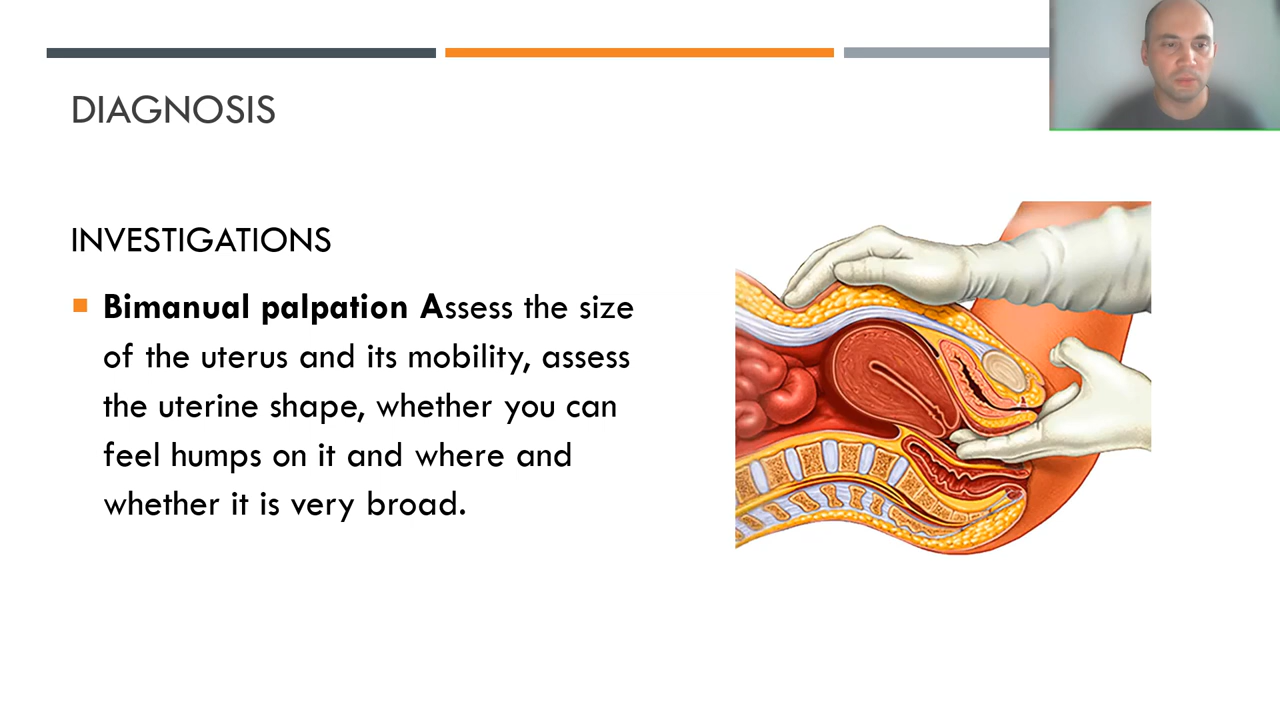 DIAGNOSIS
INVESTIGATIONS
Bimanual palpation Assess the size
of the uterus and its mobility, assess
the uterine shape, whether you can
feel humps on it and where and
whether it is very broad.